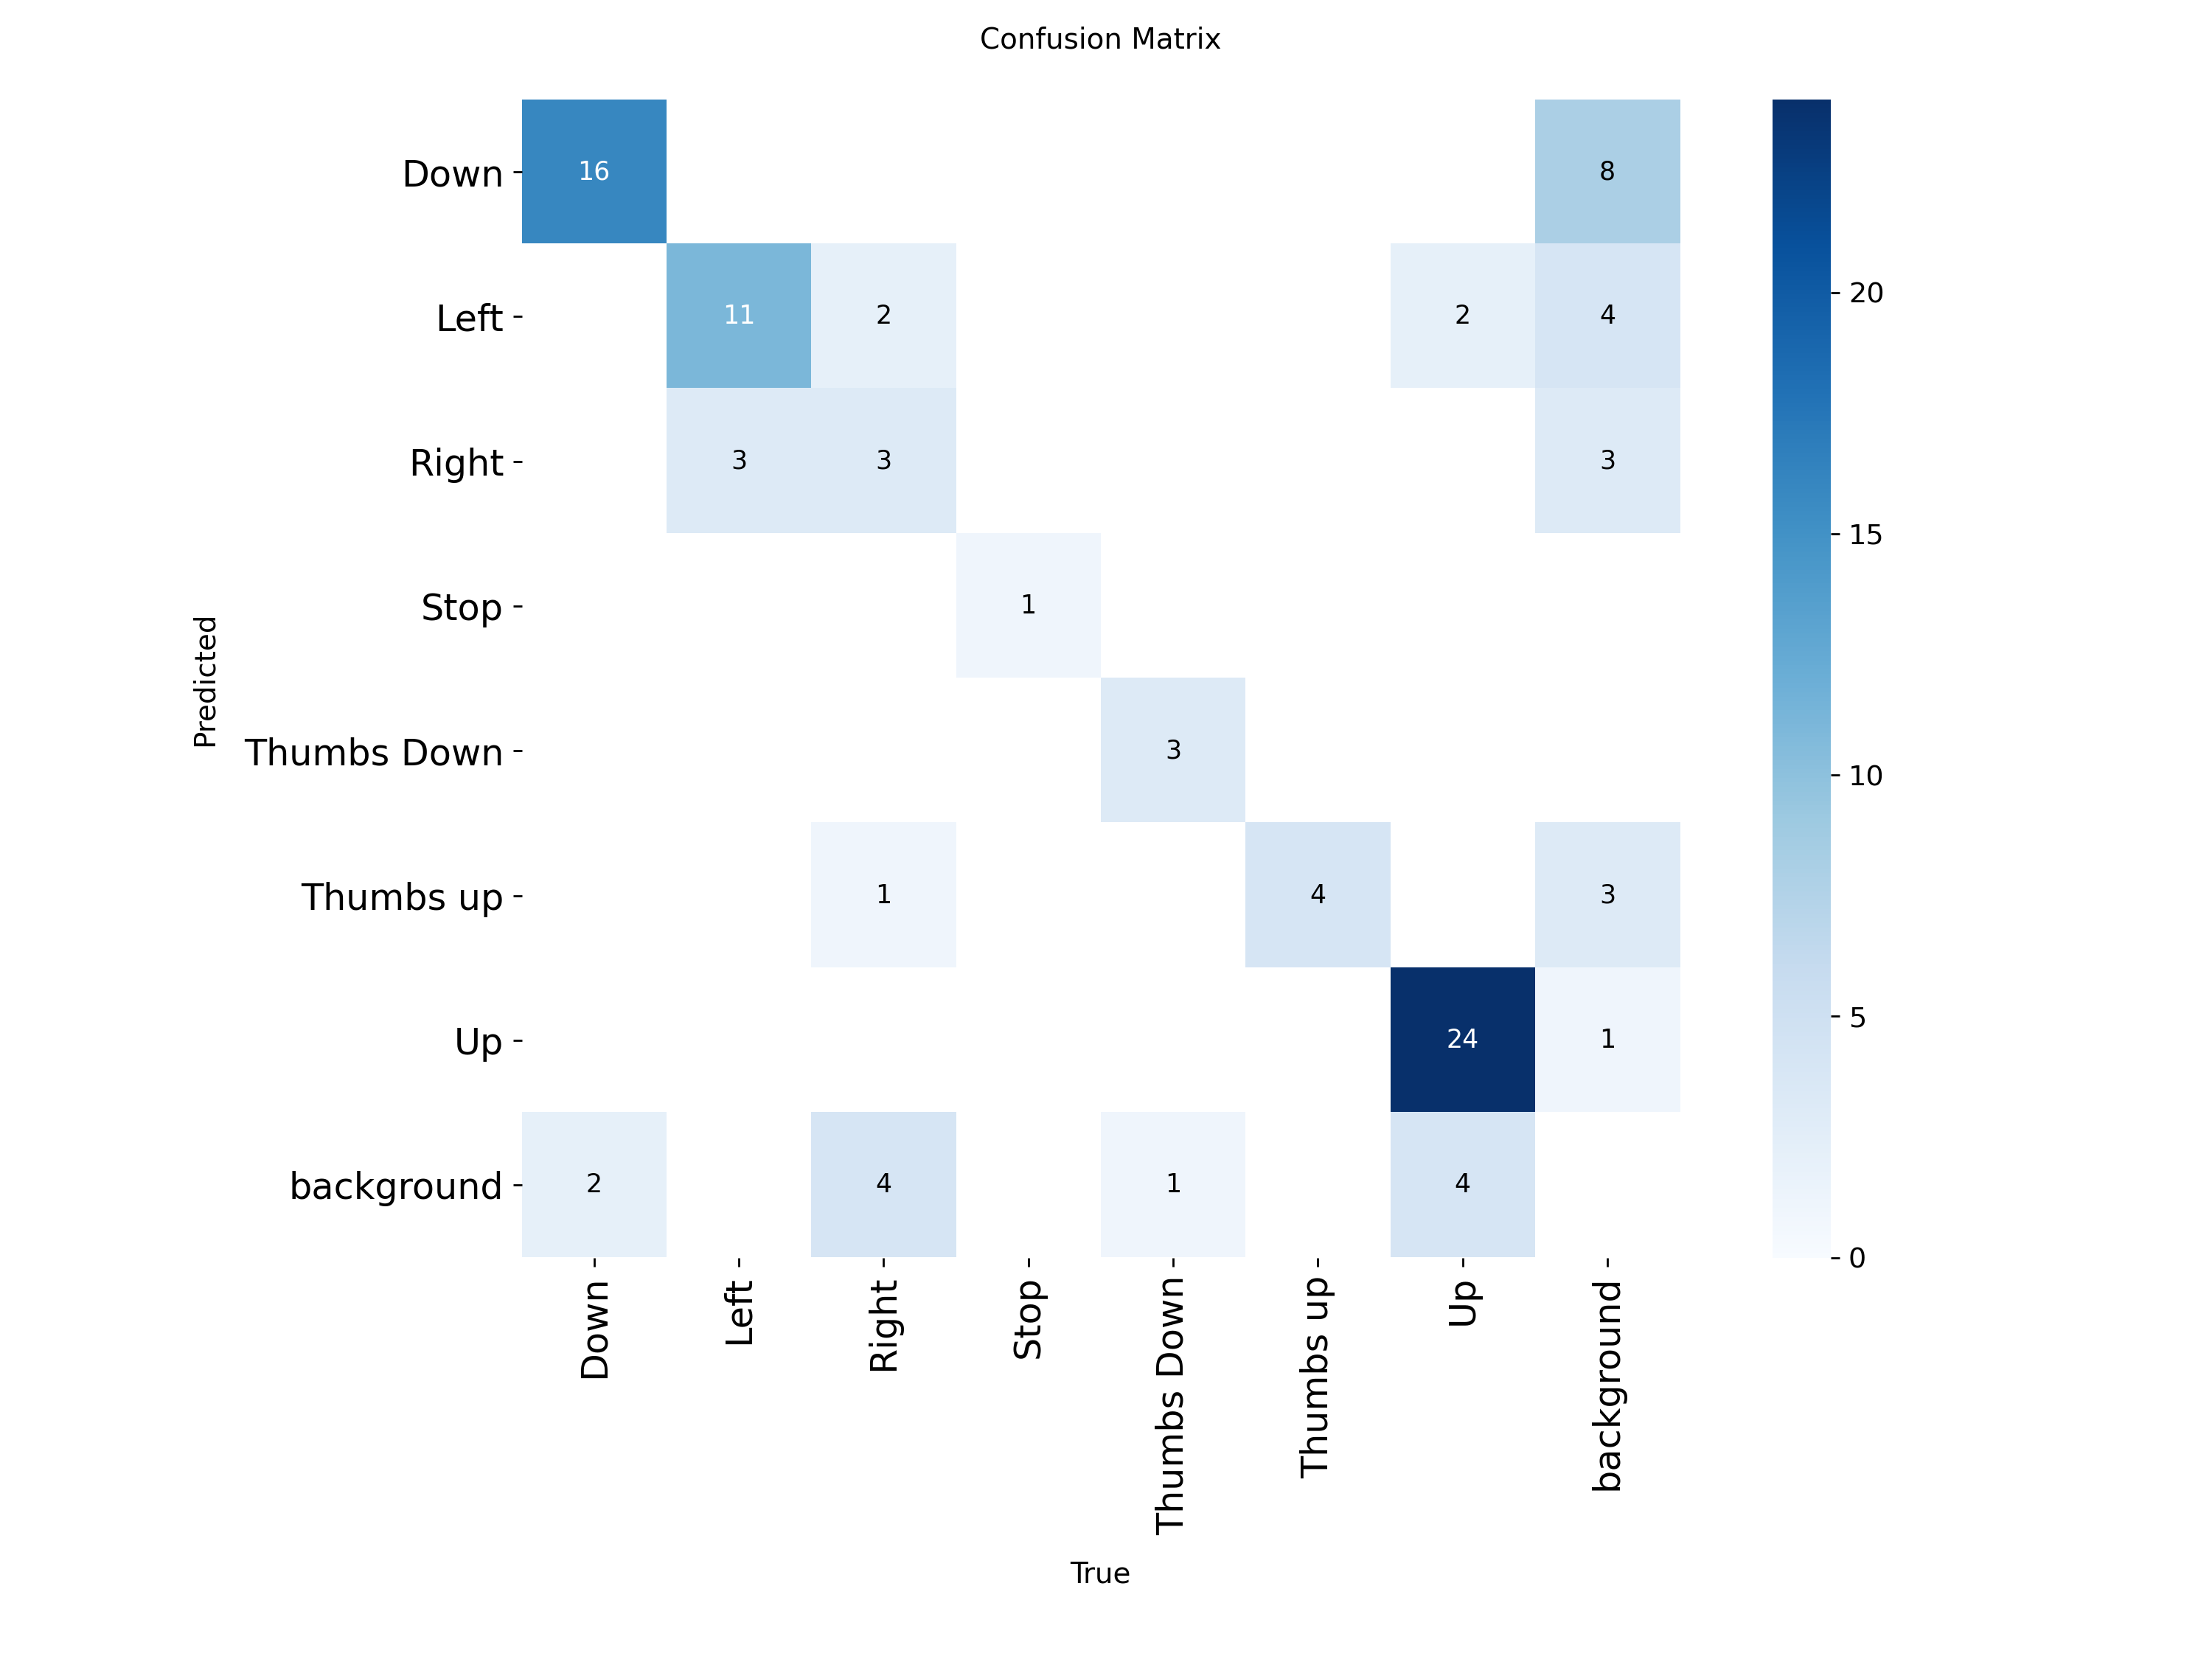 Confusion Matrix
Predicted
Down 16 8
Left 11 2 2 4
Right 3 3 3
Stop 1
Thumbs Down 3
Thumbs up 1 4 3
Up 24 1
background 2 4 1 4
Down Left Right Stop Thumbs Down Thumbs up Up background
True
20
15
10
5
0